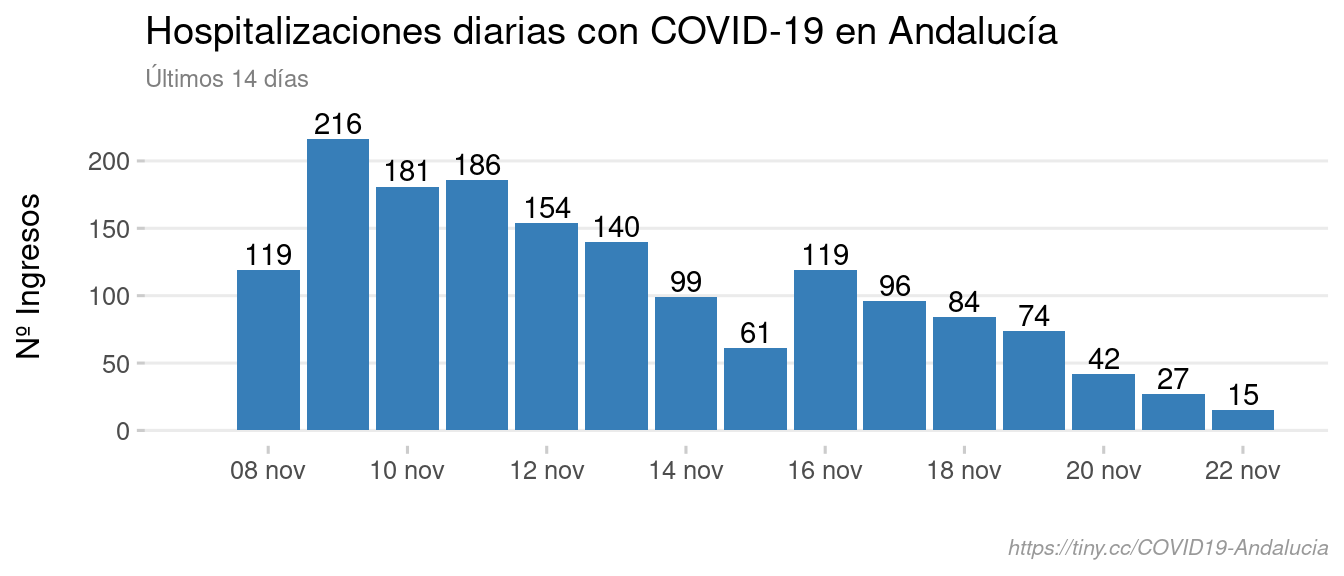 Hospitalizaciones diarias con COVID-19 en Andalucía
Últimos 14 días
Nº Ingresos
200
150
100
50
0
119
216
181
186
154
140
99
61
119
96
84
74
42
27
15
08 nov
10 nov
12 nov
14 nov
16 nov
18 nov
20 nov
22 nov
https://tiny.cc/COVID19-Andalucia